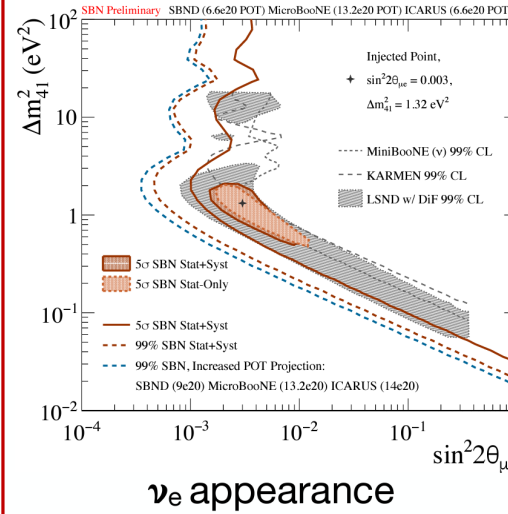 SBN Preliminary SBND (6.6e20 POT) MicroBooNE (13.2e20 POT) ICARUS (6.6e20 POT
10²
Δm²₄₁ (eV²)
Injected Point,
sin²2θμe = 0.003,
Δm²₄₁ = 1.32 eV²
10
MiniBooNE (ν) 99% CL
KARMEN 99% CL
LSND w/ DiF 99% CL
1
5σ SBN Stat+Syst
5σ SBN Stat-Only
10⁻¹
5σ SBN Stat+Syst
99% SBN Stat+Syst
99% SBN, Increased POT Projection:
SBND (9e20) MicroBooNE (13.2e20) ICARUS (14e20)
10⁻²
10⁻⁴ 10⁻³ 10⁻² 10⁻¹
sin²2θμ
νe appearance